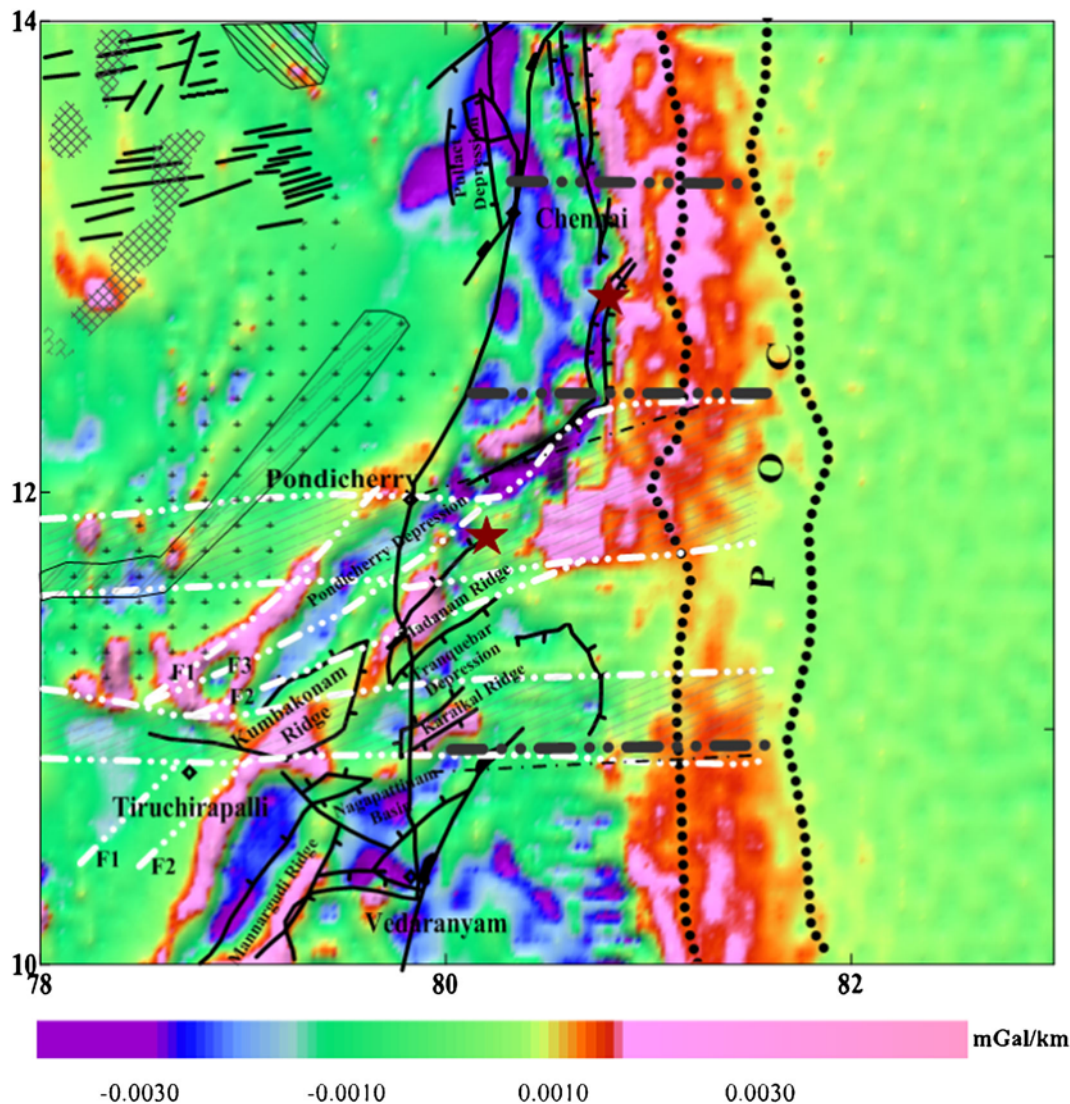 14
Pullact
Depression
Chennai
C
O
P
Pondicherry
12
Pondicherry Depression
Madanam Ridge
Tranquebar
Depression
Karaikal Ridge
F1
F3
F2
Kumbakonam
Ridge
Tiruchirapalli
Nagapattinam
Basin
F1
F2
Mannargudi Ridge
Vedaranyam
10
78
80
82
mGal/km
-0.0030
-0.0010
0.0010
0.0030